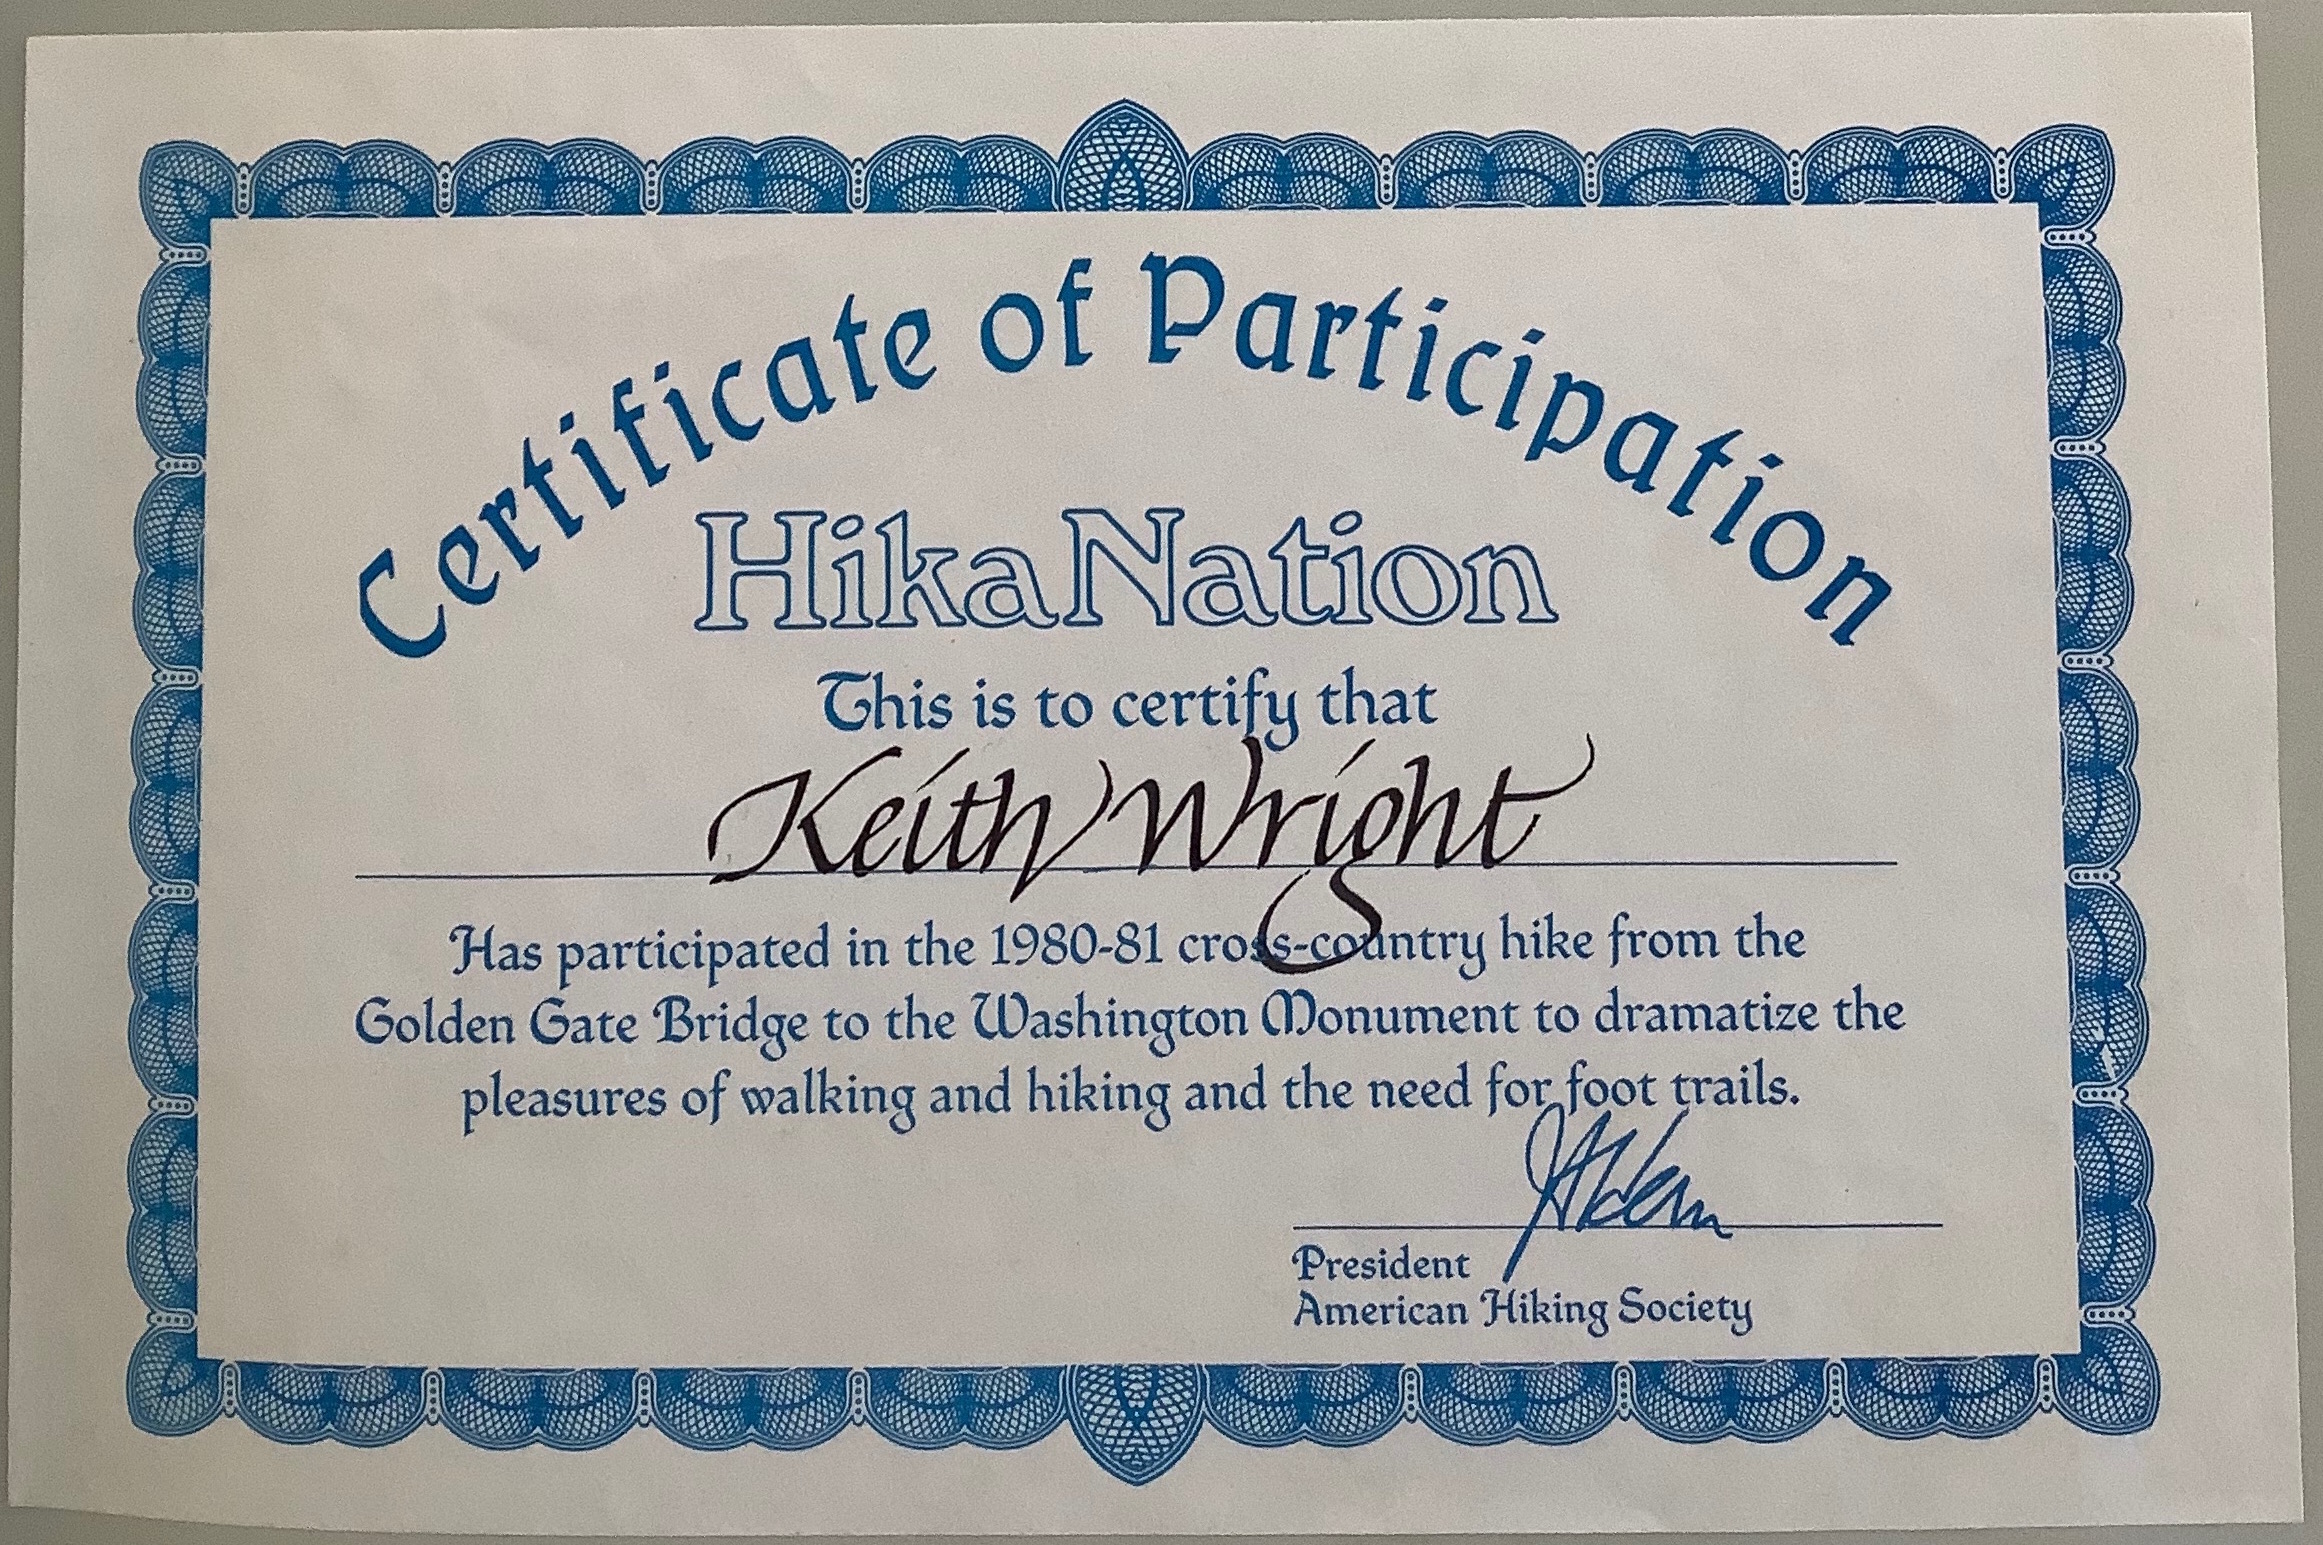 Certificate of Participation
HikaNation
This is to certify that
Keith Wright
Has participated in the 1980-81 cross-country hike from the
Golden Gate Bridge to the Washington Monument to dramatize the
pleasures of walking and hiking and the need for foot trails.
President
American Hiking Society